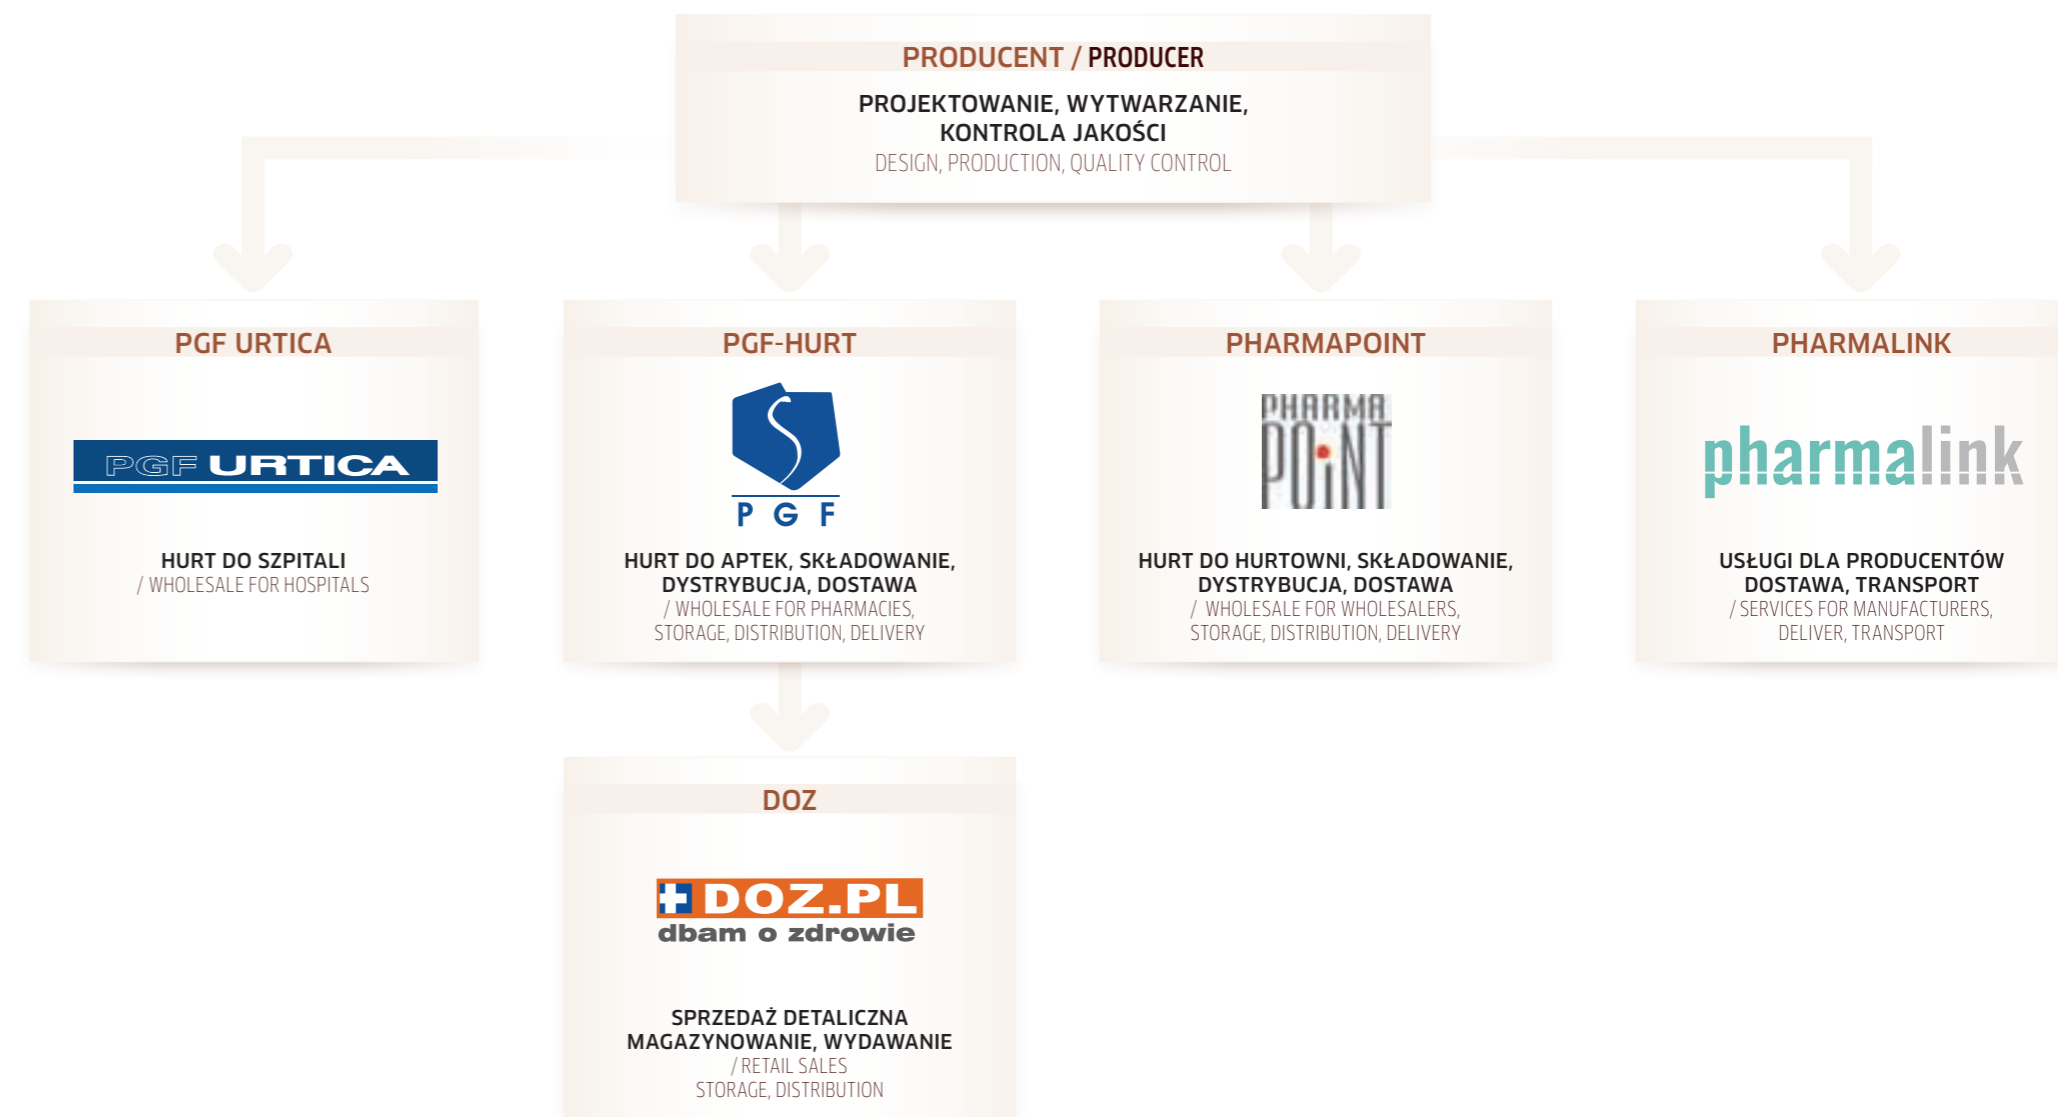 PRODUCENT / PRODUCER
PROJEKTOWANIE, WYTWARZANIE,
KONTROLA JAKOŚCI
DESIGN, PRODUCTION, QUALITY CONTROL
PGF URTICA
PGF URTICA
HURT DO SZPITALI
/ WHOLESALE FOR HOSPITALS
PGF-HURT
PGF
HURT DO APTEK, SKŁADOWANIE,
DYSTRYBUCJA, DOSTAWA
/ WHOLESALE FOR PHARMACIES,
STORAGE, DISTRIBUTION, DELIVERY
PHARMAPOINT
PHARMA
POiNT
HURT DO HURTOWNI, SKŁADOWANIE,
DYSTRYBUCJA, DOSTAWA
/ WHOLESALE FOR WHOLESALERS,
STORAGE, DISTRIBUTION, DELIVERY
PHARMALINK
pharmalink
USŁUGI DLA PRODUCENTÓW
DOSTAWA, TRANSPORT
/ SERVICES FOR MANUFACTURERS,
DELIVER, TRANSPORT
DOZ
DOZ.PL
dbam o zdrowie
SPRZEDAŻ DETALICZNA
MAGAZYNOWANIE, WYDAWANIE
/ RETAIL SALES
STORAGE, DISTRIBUTION